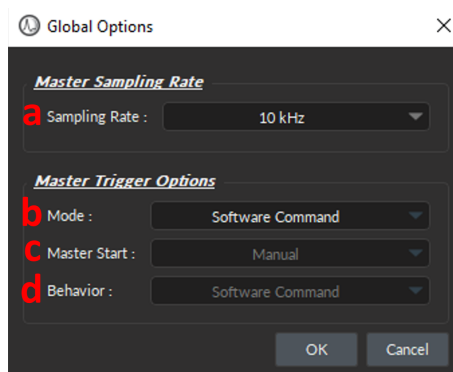 Global Options
Master Sampling Rate
a Sampling Rate : 10 kHz
Master Trigger Options
b Mode : Software Command
c Master Start : Manual
d Behavior : Software Command
OK Cancel